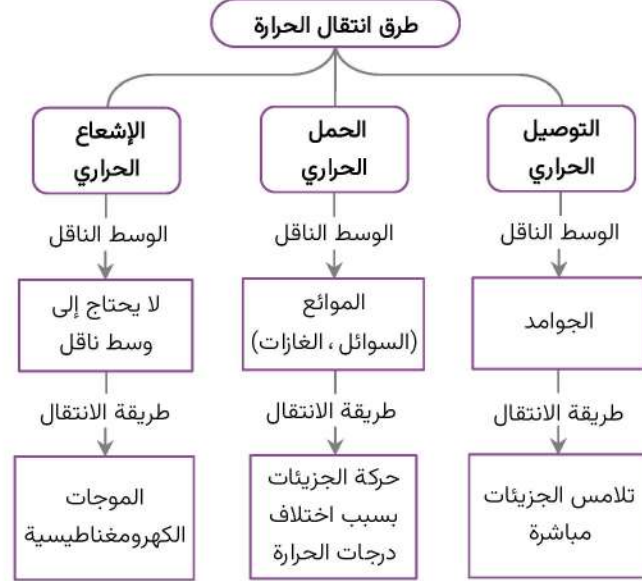 طرق انتقال الحرارة
التوصيل
الحراري
الوسط الناقل
الجوامد
طريقة الانتقال
تلامس الجزيئات
مباشرة
الحمل
الحراري
الوسط الناقل
الموائع
(السوائل ، الغازات)
طريقة الانتقال
حركة الجزيئات
بسبب اختلاف
درجات الحرارة
الإشعاع
الحراري
الوسط الناقل
لا يحتاج إلى
وسط ناقل
طريقة الانتقال
الموجات
الكهرومغناطيسية